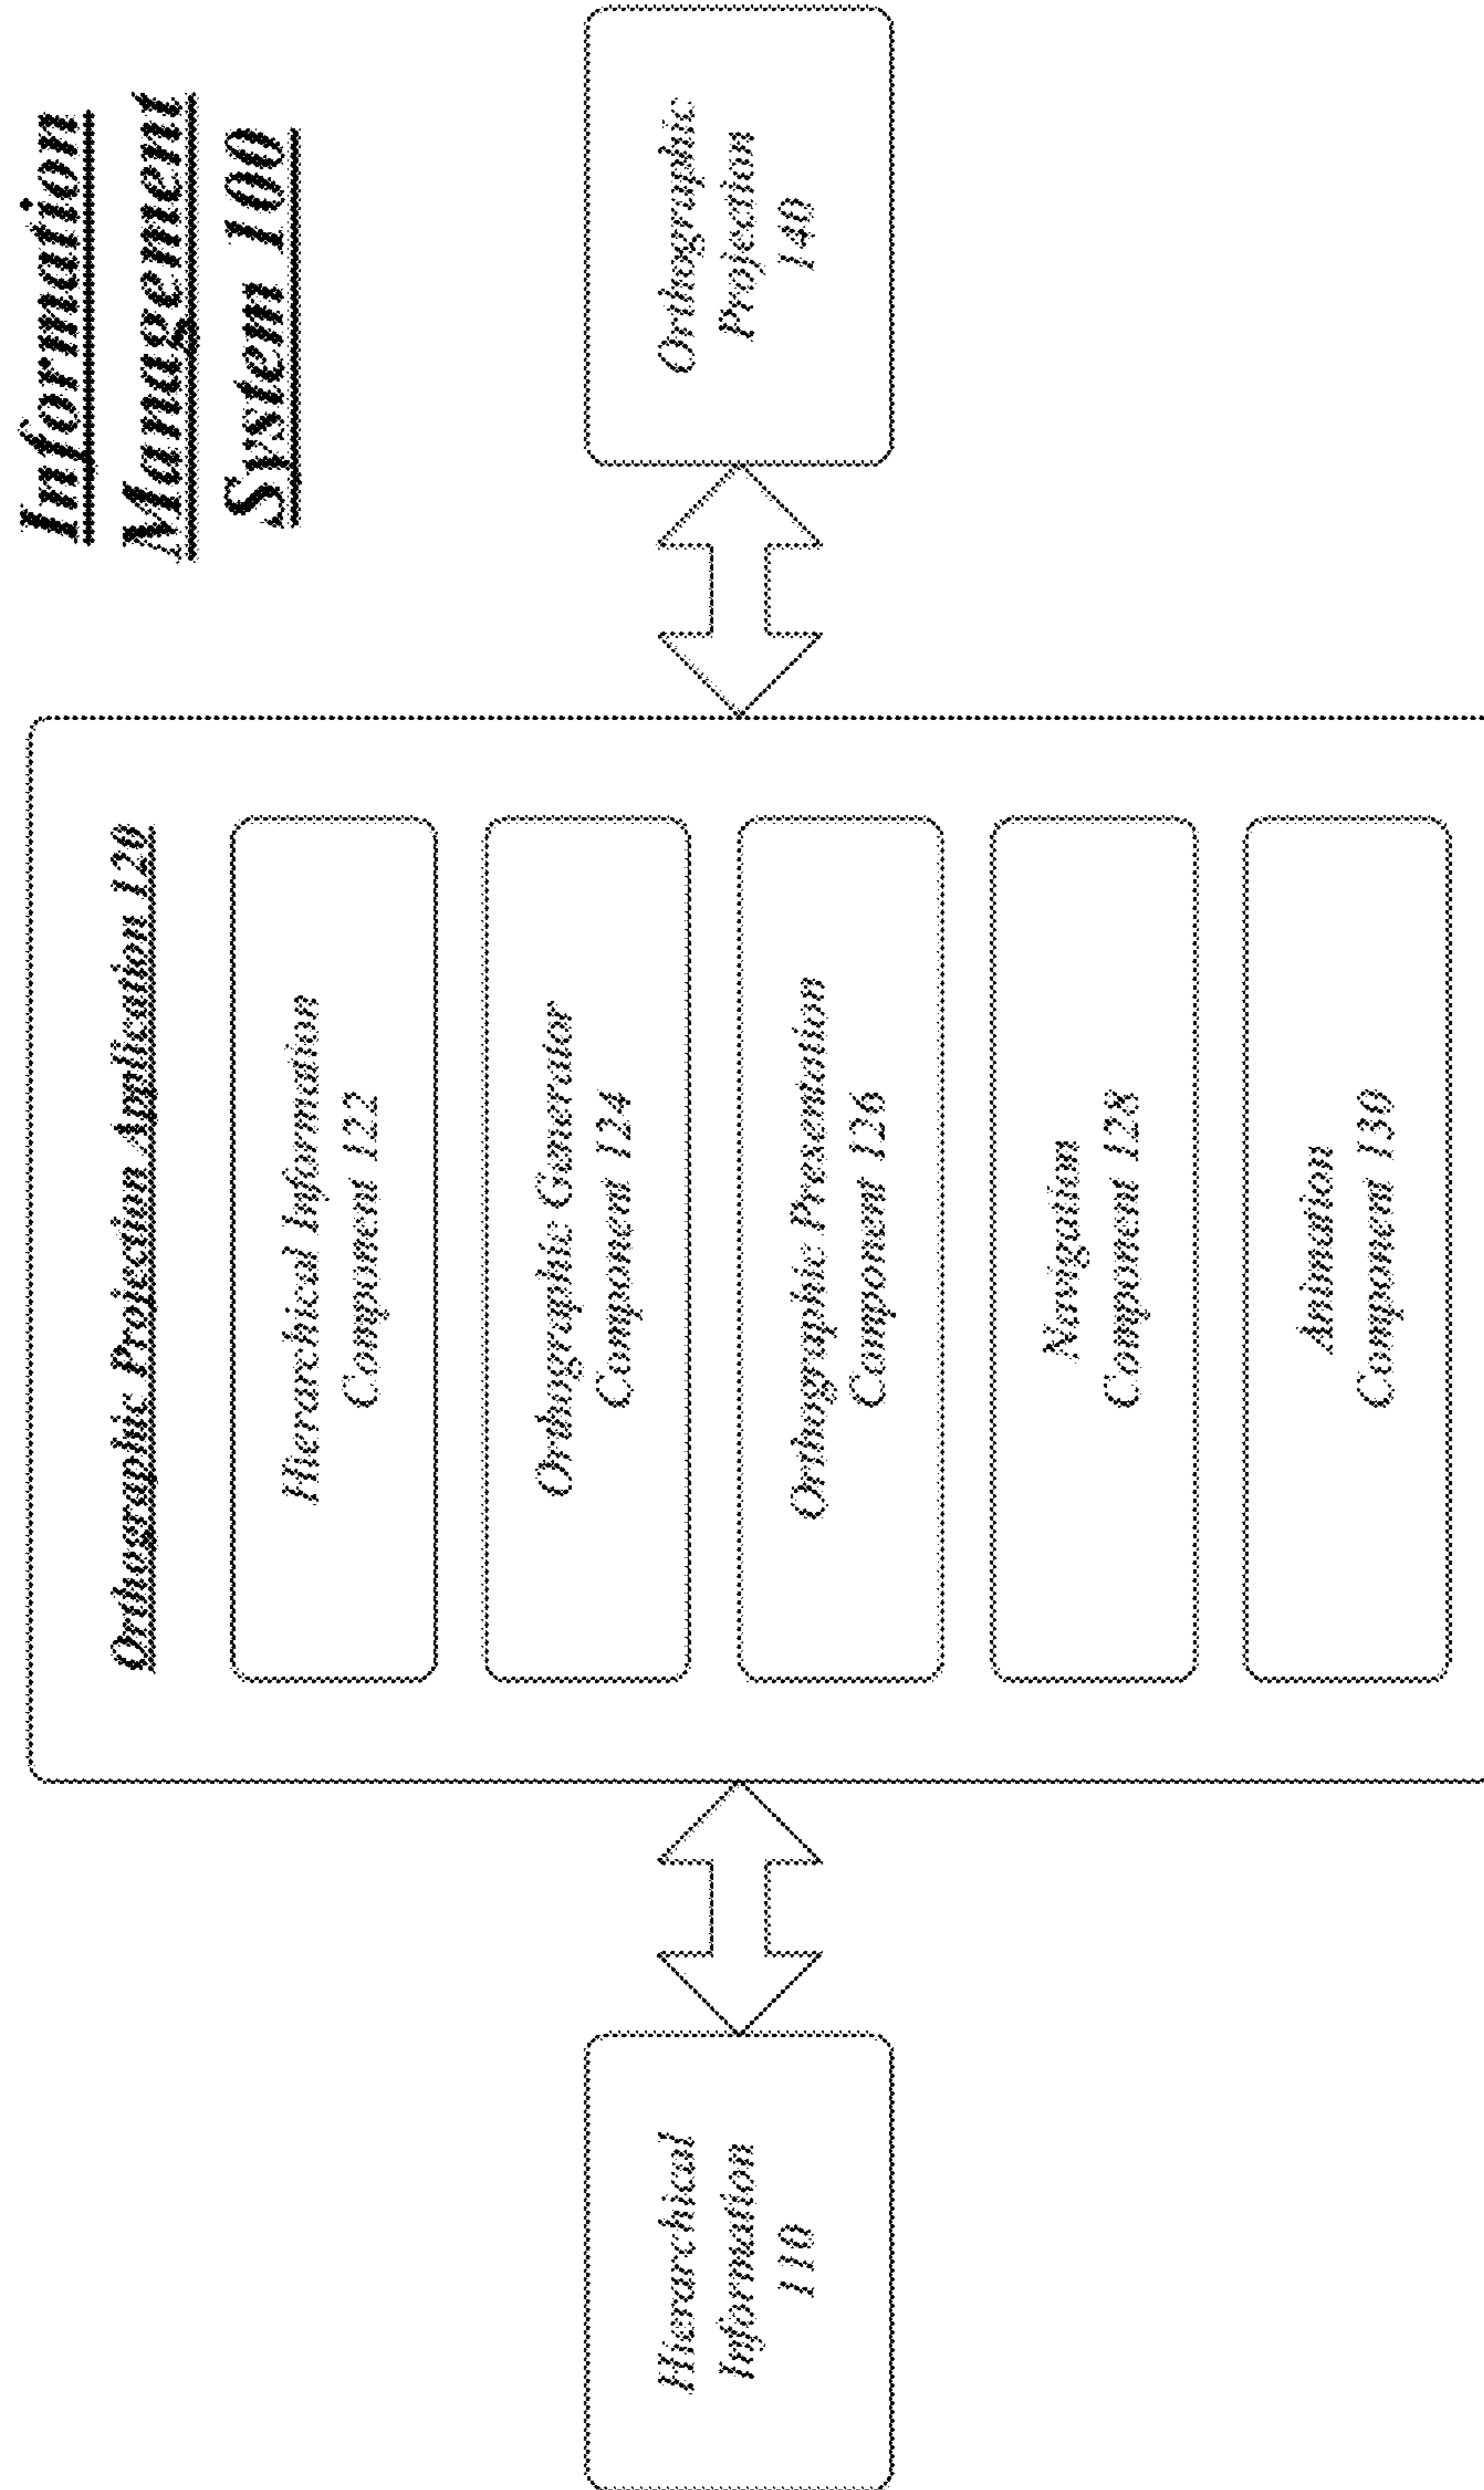 Information
Management
System 100
Hierarchical
Information
110
Orthographic Projection Application 120
Hierarchical Information
Component 122
Orthographic Generator
Component 124
Orthographic Presentation
Component 126
Navigation
Component 128
Animation
Component 130
Orthographic
Projection
140